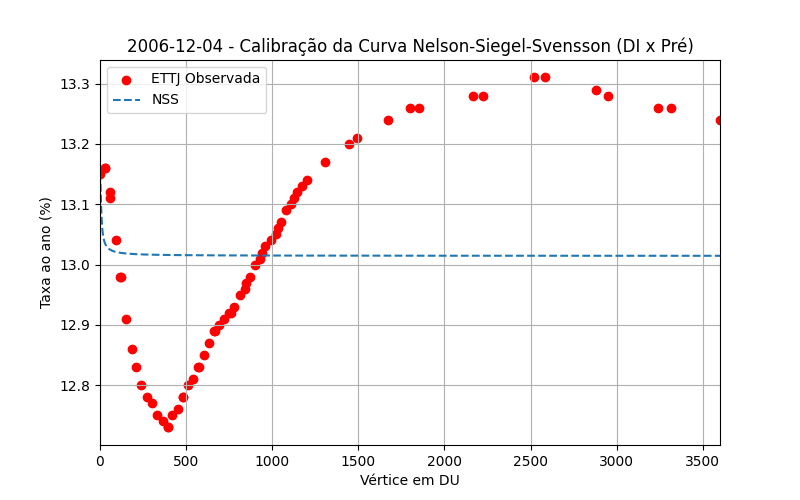 2006-12-04 - Calibração da Curva Nelson-Siegel-Svensson (DI x Pré)
ETTJ Observada
NSS
Taxa ao ano (%)
13.3
13.2
13.1
13.0
12.9
12.8
0 500 1000 1500 2000 2500 3000 3500
Vértice em DU